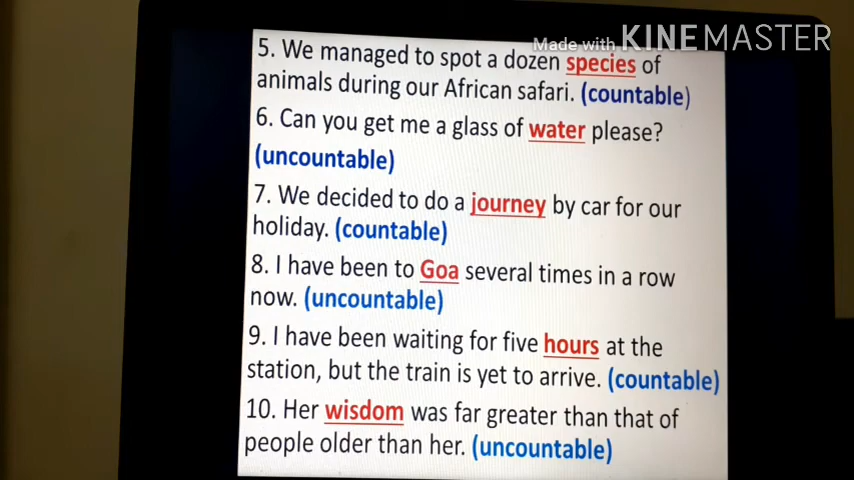 Made with KINEMASTER
5. We managed to spot a dozen species of
animals during our African safari. (countable)
6. Can you get me a glass of water please?
(uncountable)
7. We decided to do a journey by car for our
holiday. (countable)
8. I have been to Goa several times in a row
now. (uncountable)
9. I have been waiting for five hours at the
station, but the train is yet to arrive. (countable)
10. Her wisdom was far greater than that of
people older than her. (uncountable)